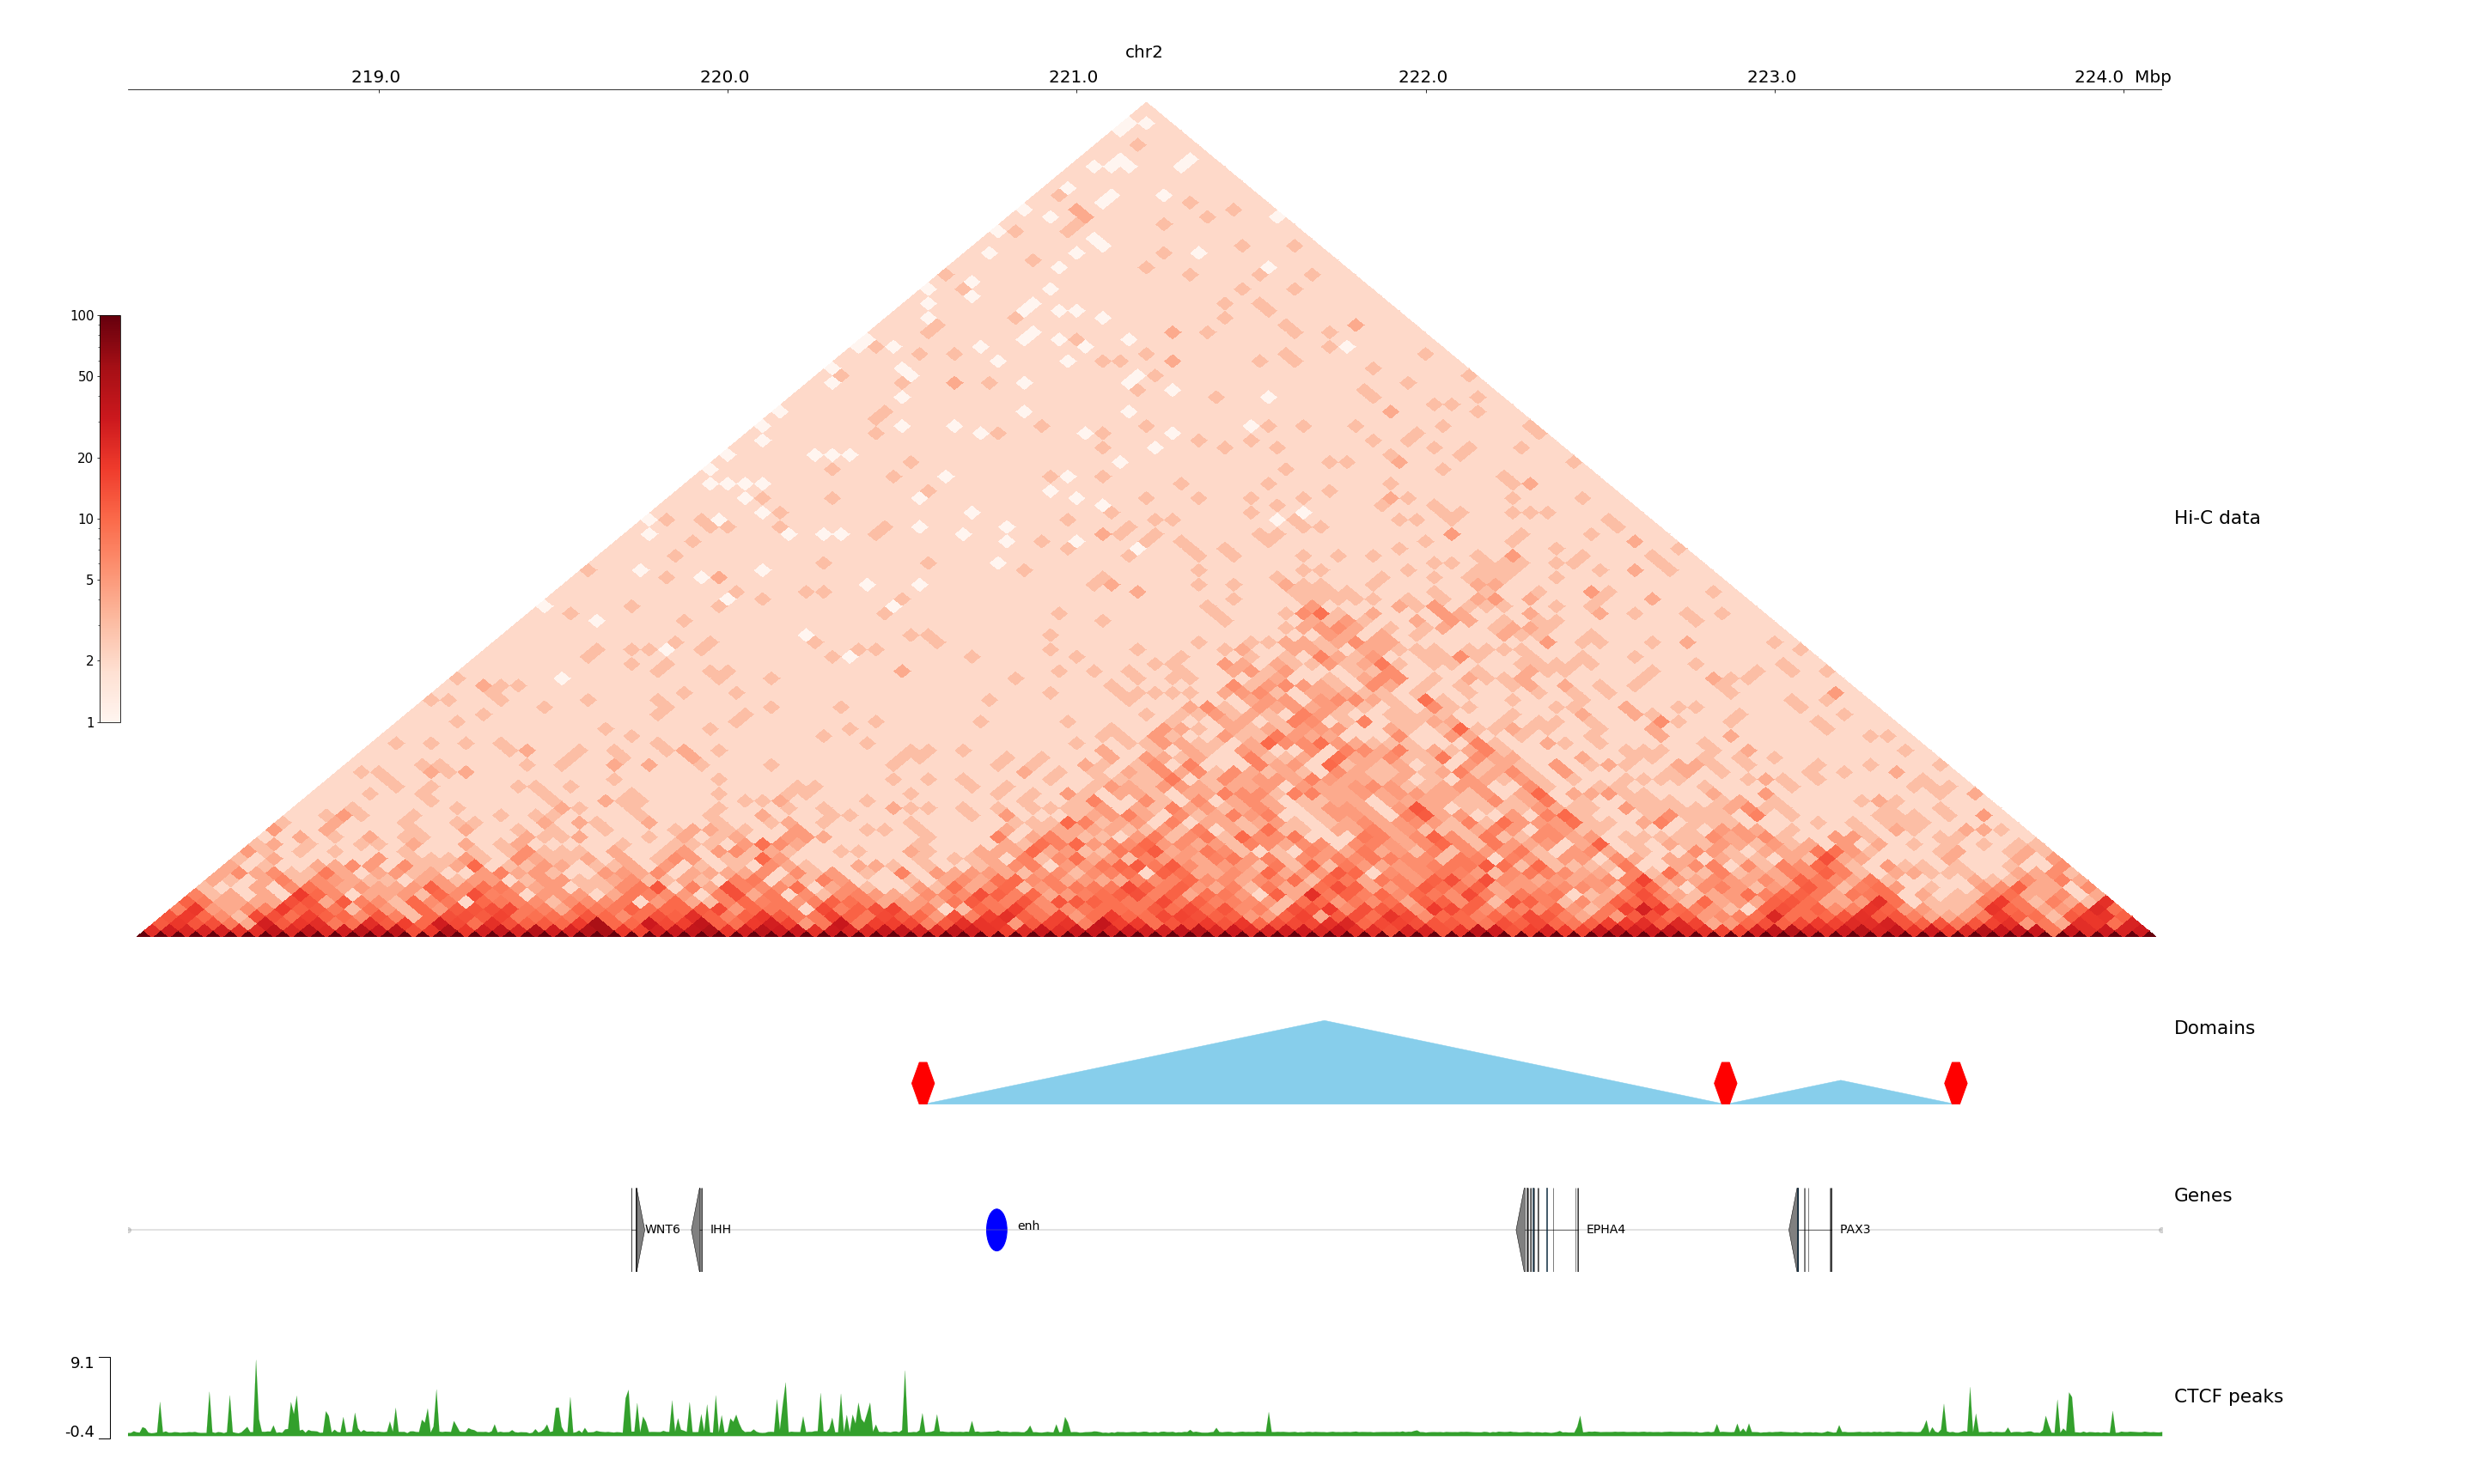 chr2
219.0 220.0 221.0 222.0 223.0 224.0 Mbp
100
50
20
10
5
2
1
Hi-C data
Domains
Genes
WNT6 IHH enh EPHA4 PAX3
9.1
-0.4
CTCF peaks